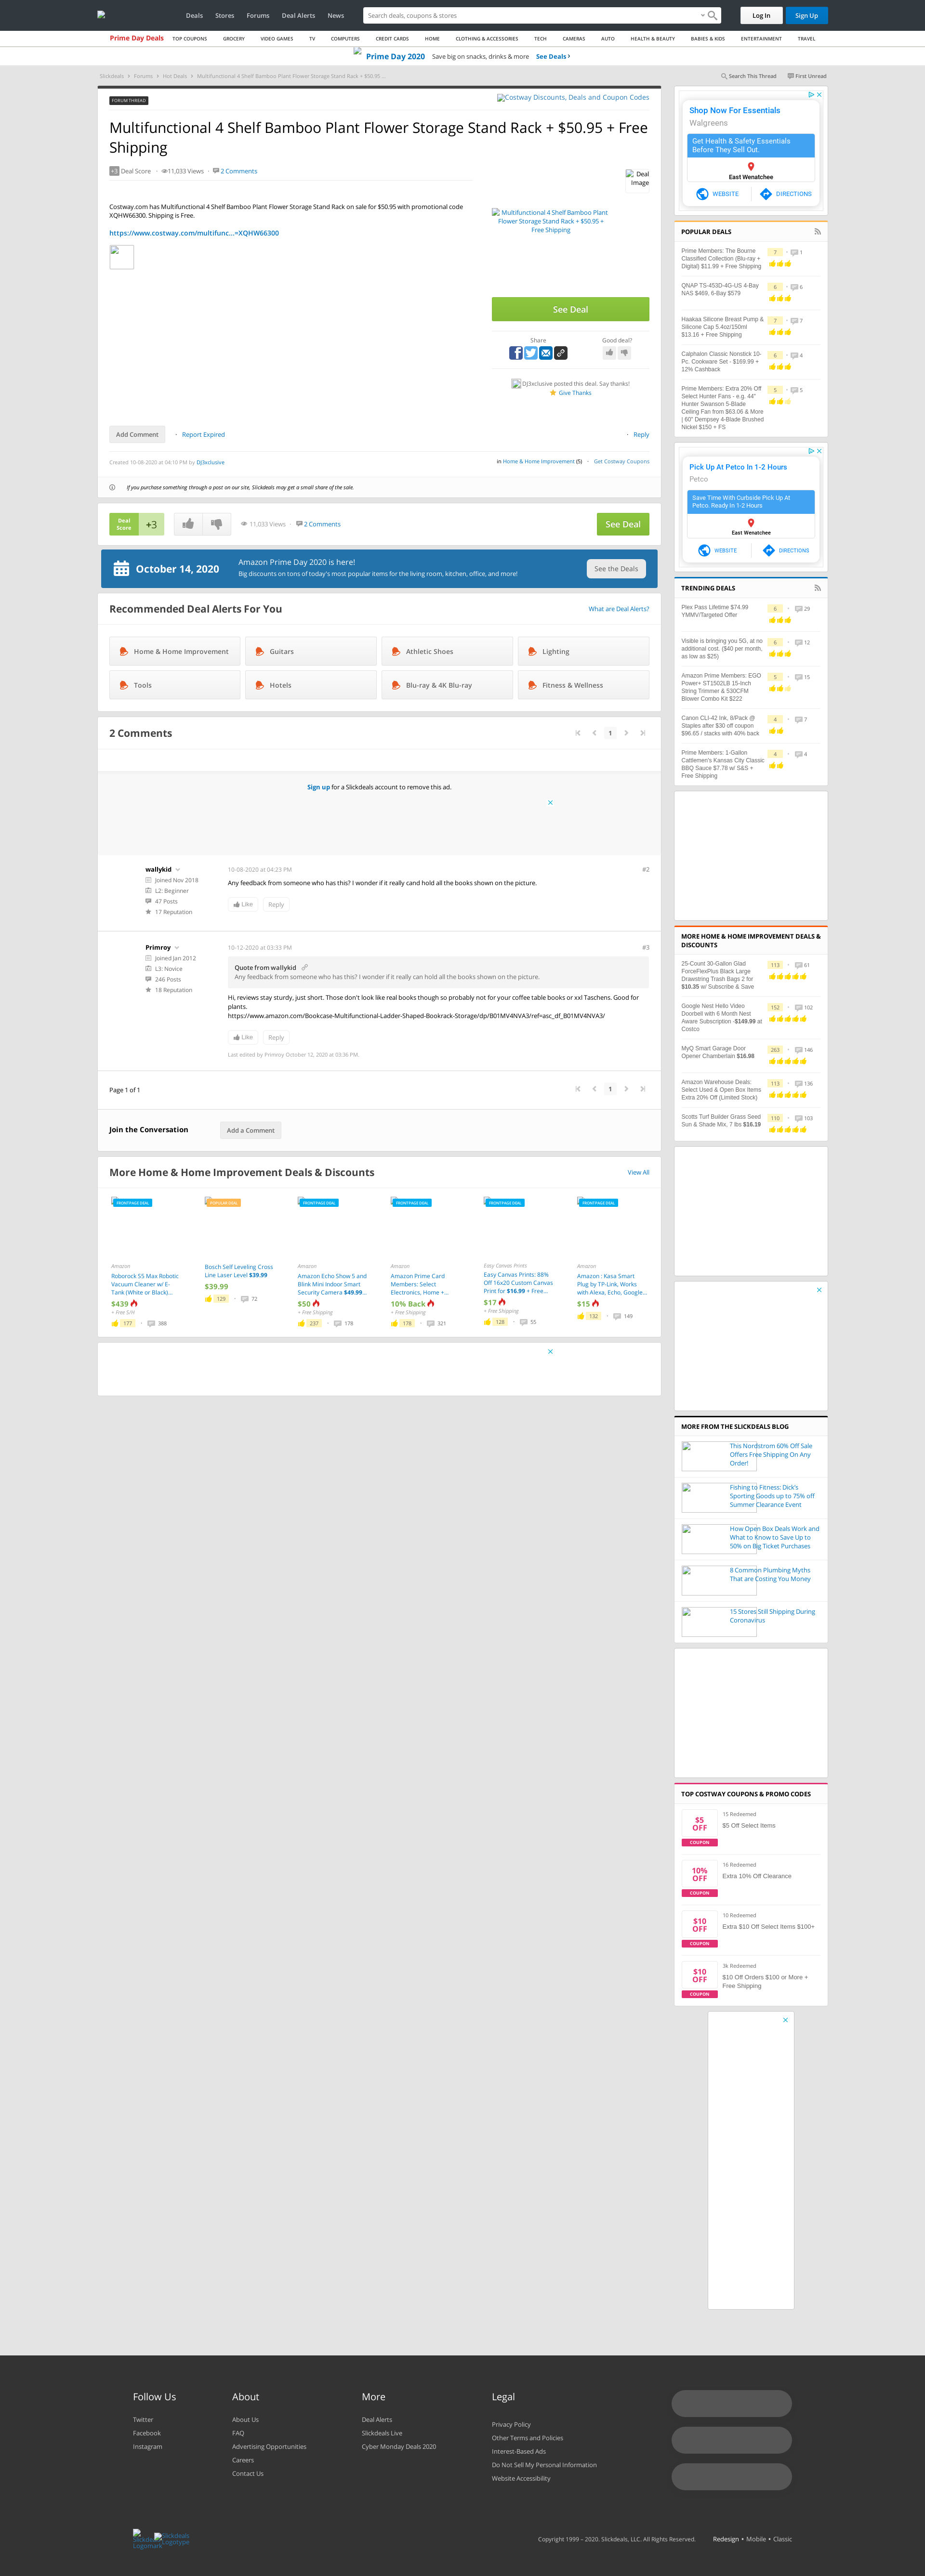 Deals Stores Forums Deal Alerts News
Search deals, coupons & stores
Log In
Sign Up
Prime Day Deals TOP COUPONS GROCERY VIDEO GAMES TV COMPUTERS CREDIT CARDS HOME CLOTHING & ACCESSORIES TECH CAMERAS AUTO HEALTH & BEAUTY BABIES & KIDS ENTERTAINMENT TRAVEL
Prime Day 2020 Save big on snacks, drinks & more See Deals
Slickdeals Forums Hot Deals Multifunctional 4 Shelf Bamboo Plant Flower Storage Stand Rack + $50.95 ...
Search This Thread First Unread
FORUM THREAD
Costway Discounts, Deals and Coupon Codes
Multifunctional 4 Shelf Bamboo Plant Flower Storage Stand Rack + $50.95 + Free
Shipping
+3 Deal Score 11,033 Views 2 Comments
Deal
Image
Costway.com has Multifunctional 4 Shelf Bamboo Plant Flower Storage Stand Rack on sale for $50.95 with promotional code
XQHW66300. Shipping is Free.
https://www.costway.com/multifunc...=XQHW66300
Multifunctional 4 Shelf Bamboo Plant
Flower Storage Stand Rack + $50.95 +
Free Shipping
See Deal
Share
Good deal?
DJ3xclusive posted this deal. Say thanks!
Give Thanks
Add Comment
Report Expired
Reply
Created 10-08-2020 at 04:10 PM by DJ3xclusive
in Home & Home Improvement (5) Get Costway Coupons
If you purchase something through a post on our site, Slickdeals may get a small share of the sale.
Deal
Score
+3
11,033 Views 2 Comments
See Deal
October 14, 2020
Amazon Prime Day 2020 is here!
Big discounts on tons of today's most popular items for the living room, kitchen, office, and more!
See the Deals
Recommended Deal Alerts For You
What are Deal Alerts?
Home & Home Improvement
Guitars
Athletic Shoes
Lighting
Tools
Hotels
Blu-ray & 4K Blu-ray
Fitness & Wellness
2 Comments
1
Sign up for a Slickdeals account to remove this ad.
wallykid
Joined Nov 2018
L2: Beginner
47 Posts
17 Reputation
10-08-2020 at 04:23 PM
#2
Any feedback from someone who has this? I wonder if it really cand hold all the books shown on the picture.
Like
Reply
Primroy
Joined Jan 2012
L3: Novice
246 Posts
18 Reputation
10-12-2020 at 03:33 PM
#3
Quote from wallykid
Any feedback from someone who has this? I wonder if it really can hold all the books shown on the picture.
Hi, reviews stay sturdy, just short. Those don't look like real books though so probably not for your coffee table books or xxl Taschens. Good for
plants.
https://www.amazon.com/Bookcase-Multifunctional-Ladder-Shaped-Bookrack-Storage/dp/B01MV4NVA3/ref=asc_df_B01MV4NVA3/
Like
Reply
Last edited by Primroy October 12, 2020 at 03:36 PM.
Page 1 of 1
1
Join the Conversation
Add a Comment
More Home & Home Improvement Deals & Discounts
View All
FRONTPAGE DEAL
Amazon
Roborock S5 Max Robotic
Vacuum Cleaner w/ E-
Tank (White or Black)...
$439
+ Free S/H
177 388
POPULAR DEAL
Bosch Self Leveling Cross
Line Laser Level $39.99
$39.99
129 72
FRONTPAGE DEAL
Amazon
Amazon Echo Show 5 and
Blink Mini Indoor Smart
Security Camera $49.99...
$50
+ Free Shipping
237 178
FRONTPAGE DEAL
Amazon
Amazon Prime Card
Members: Select
Electronics, Home +...
10% Back
+ Free Shipping
178 321
FRONTPAGE DEAL
Easy Canvas Prints
Easy Canvas Prints: 88%
Off 16x20 Custom Canvas
Print for $16.99 + Free...
$17
+ Free Shipping
128 55
FRONTPAGE DEAL
Amazon
Amazon : Kasa Smart
Plug by TP-Link, Works
with Alexa, Echo, Google...
$15
132 149
Shop Now For Essentials
Walgreens
Get Health & Safety Essentials
Before They Sell Out.
East Wenatchee
WEBSITE
DIRECTIONS
POPULAR DEALS
Prime Members: The Bourne
Classified Collection (Blu-ray +
Digital) $11.99 + Free Shipping
7 1
QNAP TS-453D-4G-US 4-Bay
NAS $469, 6-Bay $579
6 6
Haakaa Silicone Breast Pump &
Silicone Cap 5.4oz/150ml
$13.16 + Free Shipping
7 7
Calphalon Classic Nonstick 10-
Pc. Cookware Set - $169.99 +
12% Cashback
6 4
Prime Members: Extra 20% Off
Select Hunter Fans - e.g. 44"
Hunter Swanson 5-Blade
Ceiling Fan from $63.06 & More
| 60" Dempsey 4-Blade Brushed
Nickel $150 + FS
5 5
Pick Up At Petco In 1-2 Hours
Petco
Save Time With Curbside Pick Up At
Petco. Ready In 1-2 Hours
East Wenatchee
WEBSITE
DIRECTIONS
TRENDING DEALS
Plex Pass Lifetime $74.99
YMMV/Targeted Offer
6 29
Visible is bringing you 5G, at no
additional cost. ($40 per month,
as low as $25)
6 12
Amazon Prime Members: EGO
Power+ ST1502LB 15-Inch
String Trimmer & 530CFM
Blower Combo Kit $222
5 15
Canon CLI-42 Ink, 8/Pack @
Staples after $30 off coupon
$96.65 / stacks with 40% back
4 7
Prime Members: 1-Gallon
Cattlemen's Kansas City Classic
BBQ Sauce $7.78 w/ S&S +
Free Shipping
4 4
MORE HOME & HOME IMPROVEMENT DEALS &
DISCOUNTS
25-Count 30-Gallon Glad
ForceFlexPlus Black Large
Drawstring Trash Bags 2 for
$10.35 w/ Subscribe & Save
113 61
Google Nest Hello Video
Doorbell with 6 Month Nest
Aware Subscription -$149.99 at
Costco
152 102
MyQ Smart Garage Door
Opener Chamberlain $16.98
263 146
Amazon Warehouse Deals:
Select Used & Open Box Items
Extra 20% Off (Limited Stock)
113 136
Scotts Turf Builder Grass Seed
Sun & Shade Mix, 7 lbs $16.19
110 103
MORE FROM THE SLICKDEALS BLOG
This Nordstrom 60% Off Sale
Offers Free Shipping On Any
Order!
Fishing to Fitness: Dick's
Sporting Goods up to 75% off
Summer Clearance Event
How Open Box Deals Work and
What to Know to Save Up to
50% on Big Ticket Purchases
8 Common Plumbing Myths
That are Costing You Money
15 Stores Still Shipping During
Coronavirus
TOP COSTWAY COUPONS & PROMO CODES
$5
OFF
COUPON
15 Redeemed
$5 Off Select Items
10%
OFF
COUPON
16 Redeemed
Extra 10% Off Clearance
$10
OFF
COUPON
10 Redeemed
Extra $10 Off Select Items $100+
$10
OFF
COUPON
3k Redeemed
$10 Off Orders $100 or More +
Free Shipping
Follow Us
Twitter
Facebook
Instagram
About
About Us
FAQ
Advertising Opportunities
Careers
Contact Us
More
Deal Alerts
Slickdeals Live
Cyber Monday Deals 2020
Legal
Privacy Policy
Other Terms and Policies
Interest-Based Ads
Do Not Sell My Personal Information
Website Accessibility
Slickdeals
Logomark
Slickdeals
Logotype
Copyright 1999 – 2020. Slickdeals, LLC. All Rights Reserved.
Redesign • Mobile • Classic